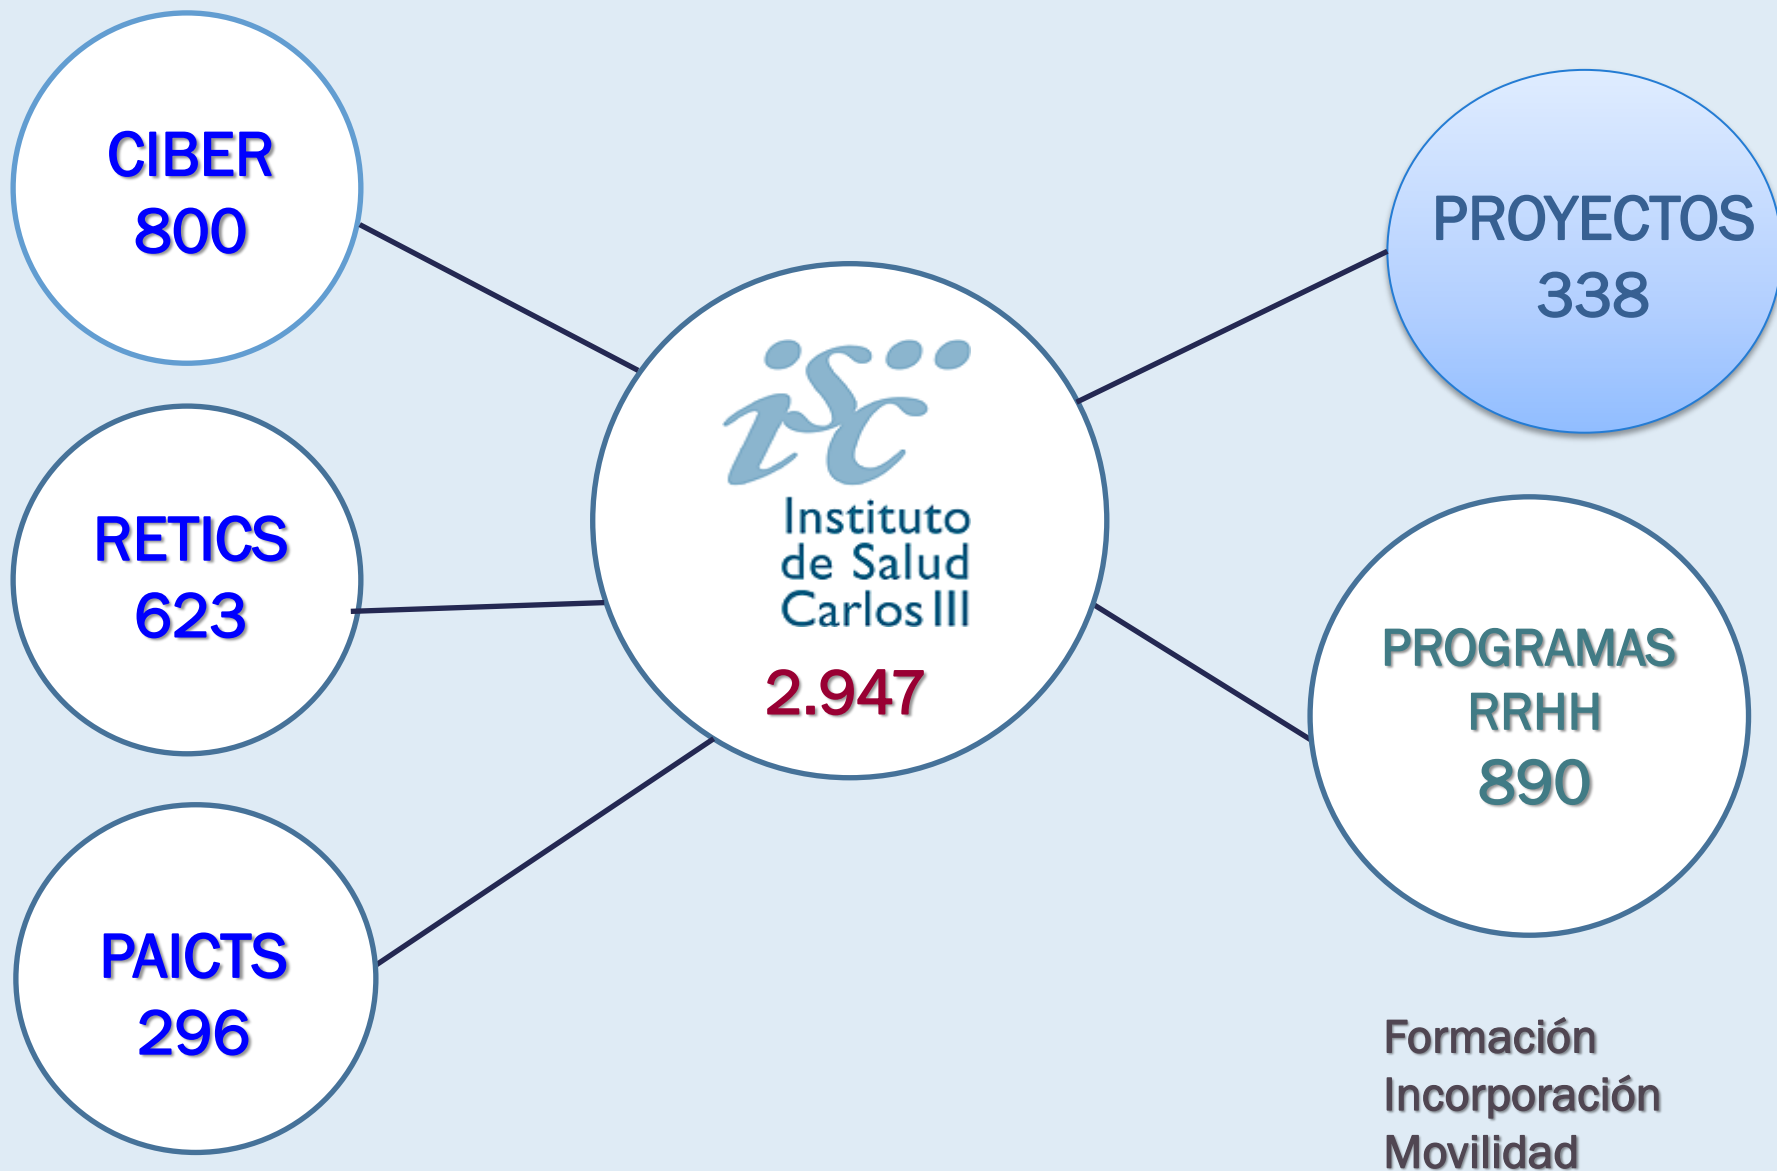 CIBER
800
RETICS
623
PAICTS
296
isciii
Instituto
de Salud
Carlos III
2.947
PROYECTOS
338
PROGRAMAS
RRHH
890
Formación
Incorporación
Movilidad